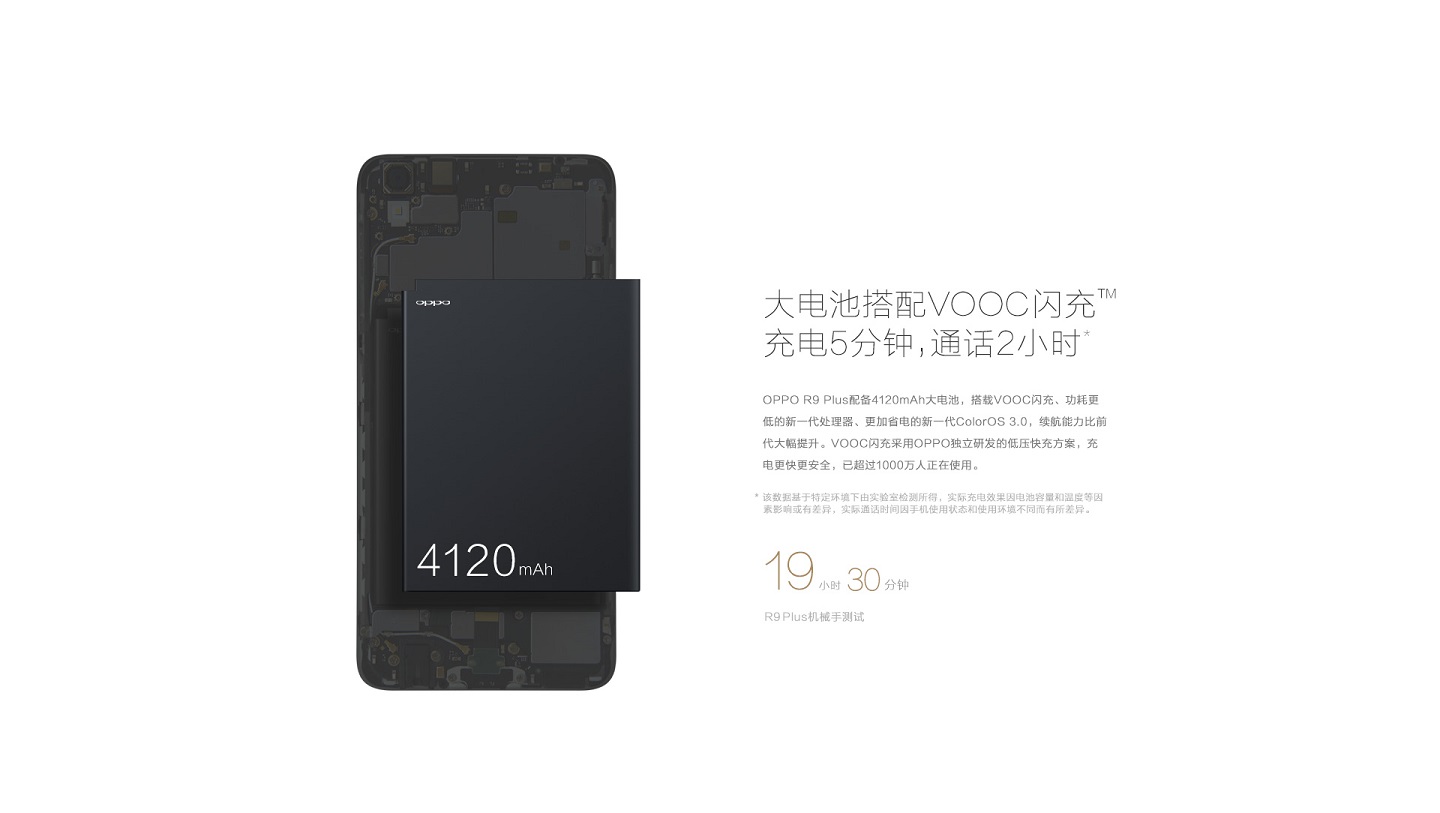 oppo
4120mAh
大电池搭配VOOC闪充™
充电5分钟,通话2小时*
OPPO R9 Plus配备4120mAh大电池，搭载VOOC闪充、功耗更
低的新一代处理器、更加省电的新一代ColorOS 3.0，续航能力比前
代大幅提升。VOOC闪充采用OPPO独立研发的低压快充方案，充
电更快更安全，已超过1000万人正在使用。
* 该数据基于特定环境下由实验室检测所得，实际充电效果因电池容量和温度等因
素影响或有差异，实际通话时间因手机使用状态和使用环境不同而有所差异。
19小时30分钟
R9 Plus机械手测试